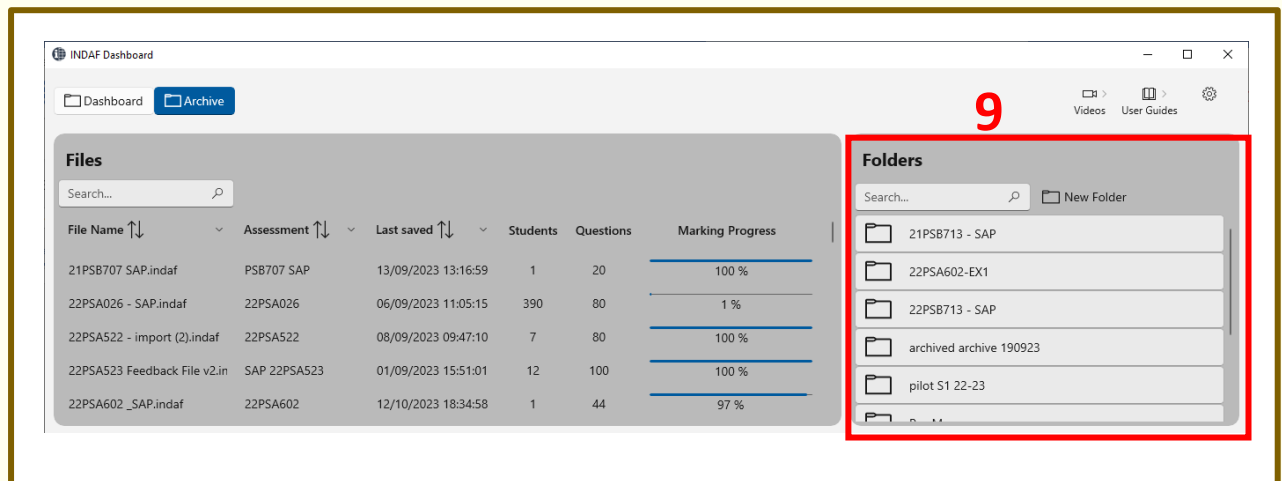 INDAF Dashboard
Dashboard Archive
9
Videos User Guides
Files
Search...
File Name Assessment Last saved Students Questions Marking Progress
21PSB707 SAP.indaf PSB707 SAP 13/09/2023 13:16:59 1 20 100 %
22PSA026 - SAP.indaf 22PSA026 06/09/2023 11:05:15 390 80 1 %
22PSA522 - import (2).indaf 22PSA522 08/09/2023 09:47:10 7 80 100 %
22PSA523 Feedback File v2.in SAP 22PSA523 01/09/2023 15:51:01 12 100 100 %
22PSA602 _SAP.indaf 22PSA602 12/10/2023 18:34:58 1 44 97 %
Folders
Search... New Folder
21PSB713 - SAP
22PSA602-EX1
22PSB713 - SAP
archived archive 190923
pilot S1 22-23